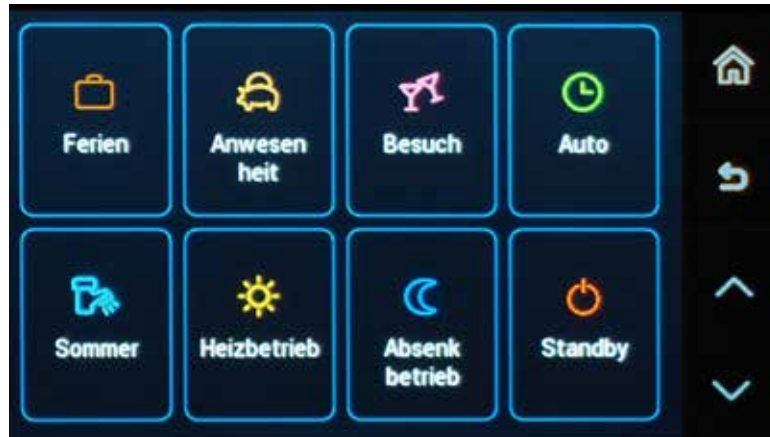 Ferien
Anwesen
heit
Besuch
Auto
Sommer
Heizbetrieb
Absenk
betrieb
Standby